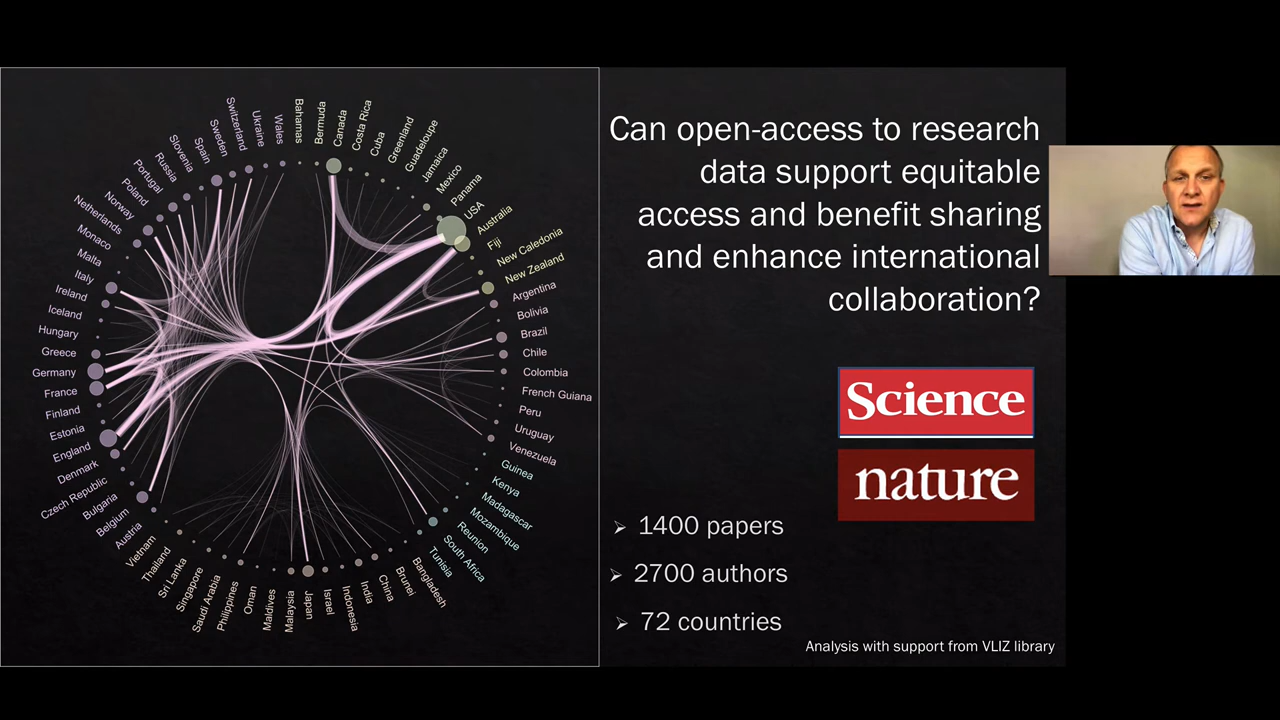 Can open-access to research
data support equitable
access and benefit sharing
and enhance international
collaboration?
Science
nature
➢ 1400 papers
➢ 2700 authors
➢ 72 countries
Analysis with support from VLIZ library
Bahamas
Bermuda
Canada
Costa Rica
Cuba
Greenland
Guadeloupe
Jamaica
Mexico
Panama
USA
Australia
Fiji
New Caledonia
New Zealand
Argentina
Bolivia
Brazil
Chile
Colombia
French Guiana
Peru
Uruguay
Venezuela
Guinea
Kenya
Madagascar
Mozambique
Reunion
South Africa
Tunisia
Bangladesh
Brunei
China
India
Indonesia
Israel
Japan
Malaysia
Maldives
Oman
Philippines
Saudi Arabia
Singapore
Sri Lanka
Thailand
Vietnam
Austria
Belgium
Bulgaria
Czech Republic
Denmark
England
Estonia
Finland
France
Germany
Greece
Hungary
Iceland
Ireland
Italy
Malta
Monaco
Netherlands
Norway
Poland
Portugal
Russia
Slovenia
Spain
Sweden
Switzerland
Ukraine
Wales